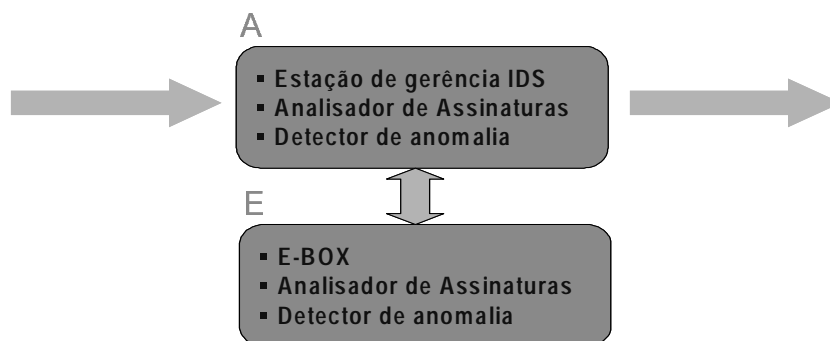 A
▪ Estação de gerência IDS
▪ Analisador de Assinaturas
▪ Detector de anomalia
E
▪ E-BOX
▪ Analisador de Assinaturas
▪ Detector de anomalia